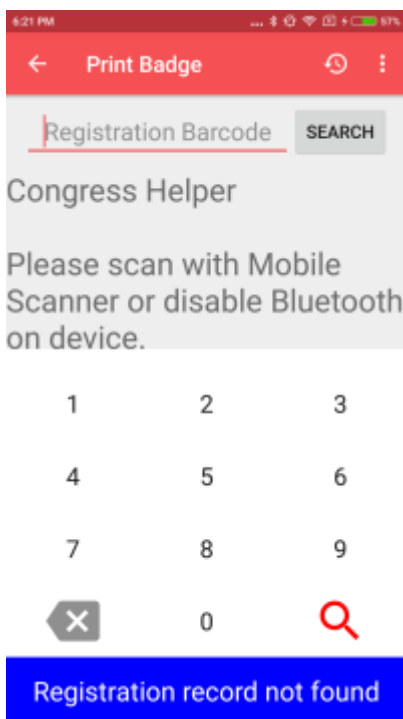 6:21 PM ... 67%
Print Badge
Registration Barcode SEARCH
Congress Helper
Please scan with Mobile
Scanner or disable Bluetooth
on device.
1 2 3
4 5 6
7 8 9
0
Registration record not found